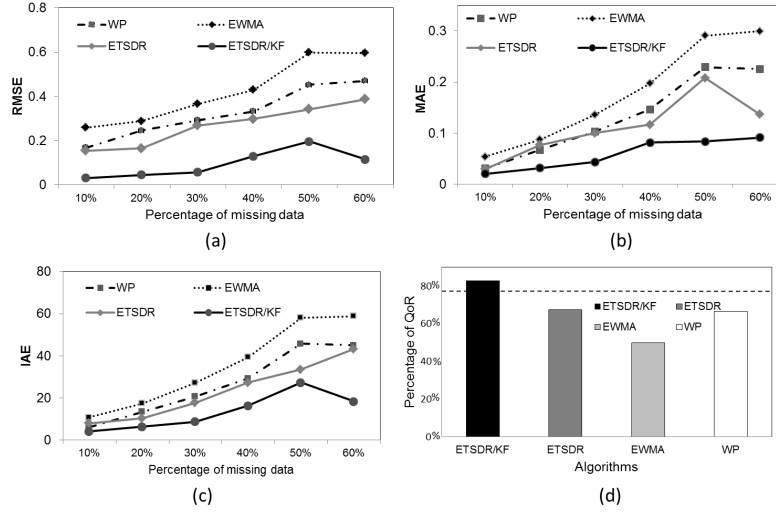 WP EWMA
ETSDR ETSDR/KF
RMSE
0.8
0.6
0.4
0.2
0
10% 20% 30% 40% 50% 60%
Percentage of missing data
(a)
WP EWMA
ETSDR ETSDR/KF
MAE
0.3
0.2
0.1
0
10% 20% 30% 40% 50% 60%
Percentage of missing data
(b)
WP EWMA
ETSDR ETSDR/KF
IAE
80
60
40
20
0
10% 20% 30% 40% 50% 60%
Percentage of missing data
(c)
Percentage of QoR
80%
60%
40%
20%
0%
ETSDR/KF ETSDR
EWMA WP
ETSDR/KF ETSDR EWMA WP
Algorithms
(d)